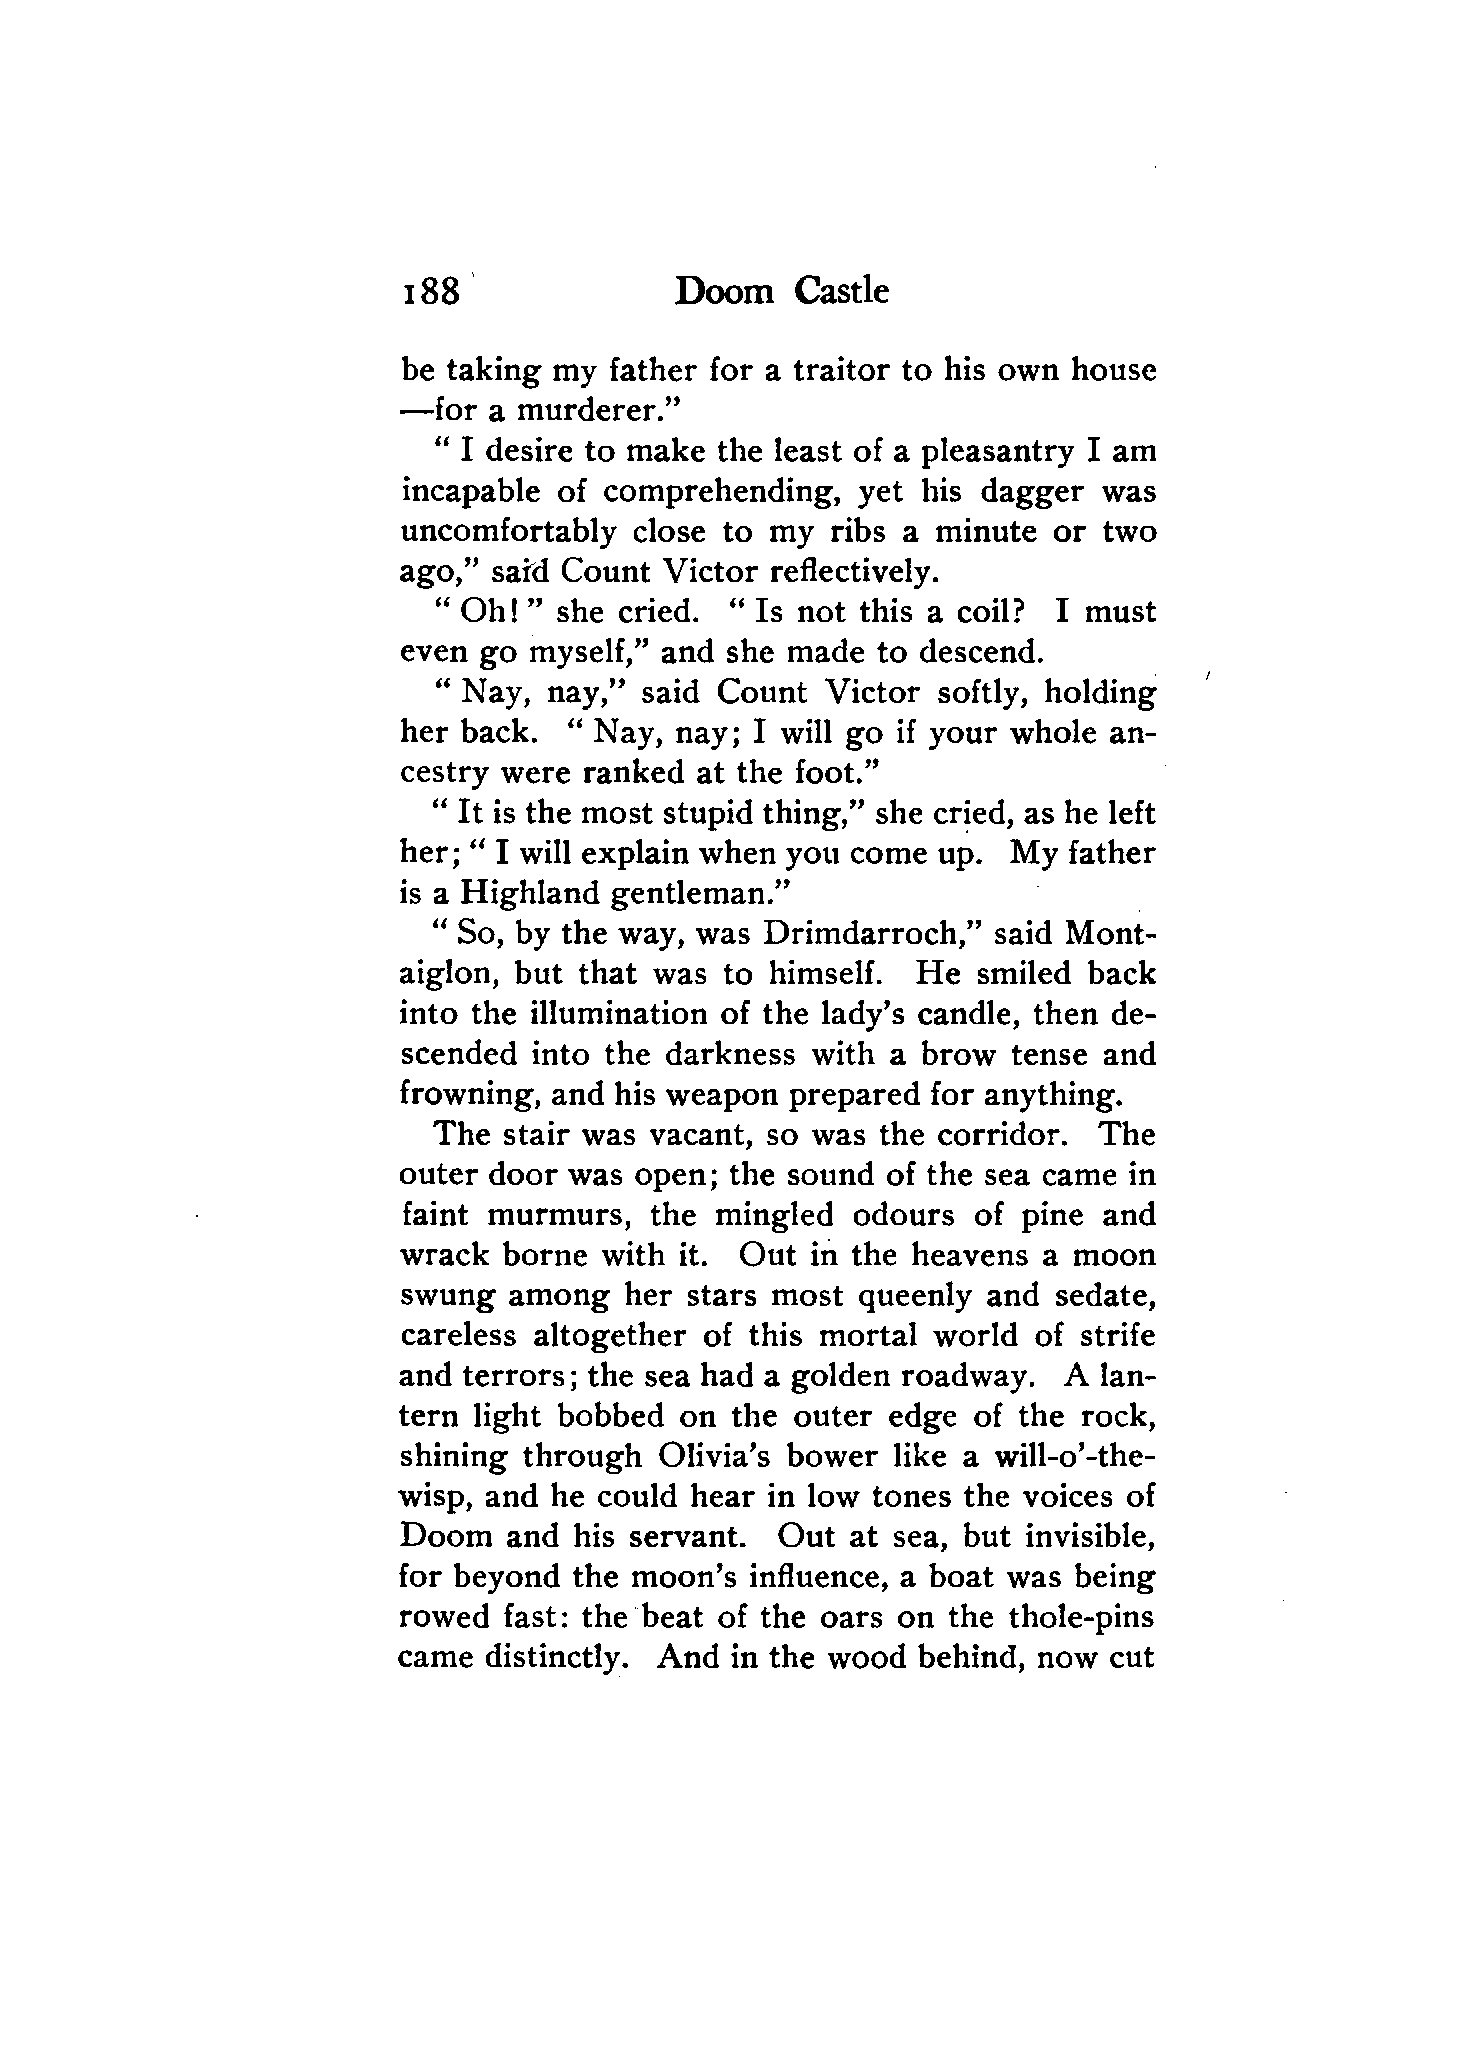 188 Doom Castle
be taking my father for a traitor to his own house
—for a murderer.”
“ I desire to make the least of a pleasantry I am
incapable of comprehending, yet his dagger was
uncomfortably close to my ribs a minute or two
ago,” said Count Victor reflectively.
“ Oh! ” she cried. “ Is not this a coil? I must
even go myself,” and she made to descend.
“ Nay, nay,” said Count Victor softly, holding
her back. “ Nay, nay; I will go if your whole an-
cestry were ranked at the foot.”
“ It is the most stupid thing,” she cried, as he left
her; “ I will explain when you come up. My father
is a Highland gentleman.”
“ So, by the way, was Drimdarroch,” said Mont-
aiglon, but that was to himself. He smiled back
into the illumination of the lady’s candle, then de-
scended into the darkness with a brow tense and
frowning, and his weapon prepared for anything.
The stair was vacant, so was the corridor. The
outer door was open; the sound of the sea came in
faint murmurs, the mingled odours of pine and
wrack borne with it. Out in the heavens a moon
swung among her stars most queenly and sedate,
careless altogether of this mortal world of strife
and terrors; the sea had a golden roadway. A lan-
tern light bobbed on the outer edge of the rock,
shining through Olivia’s bower like a will-o’-the-
wisp, and he could hear in low tones the voices of
Doom and his servant. Out at sea, but invisible,
for beyond the moon’s influence, a boat was being
rowed fast: the beat of the oars on the thole-pins
came distinctly. And in the wood behind, now cut